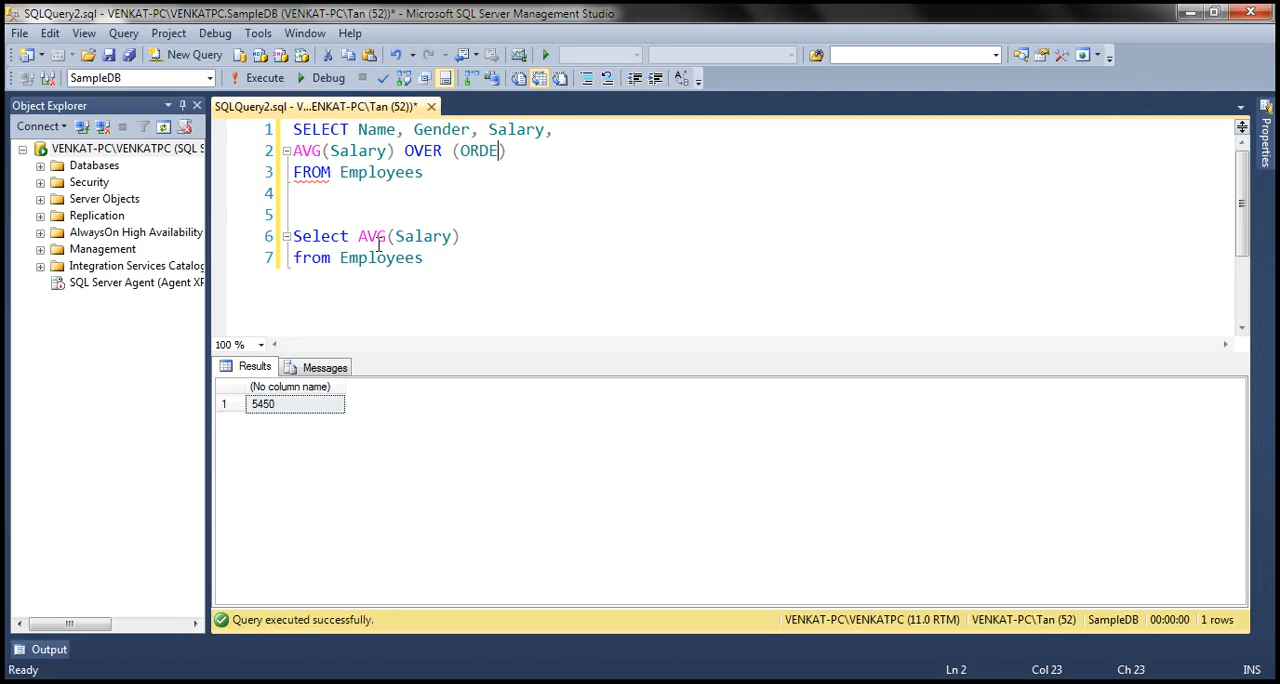 SQLQuery2.sql - VENKAT-PC\VENKATPC.SampleDB (VENKAT-PC\Tan (52))* - Microsoft SQL Server Management Studio
File Edit View Query Project Debug Tools Window Help
New Query
SampleDB Execute Debug
Object Explorer
SQLQuery2.sql - V...ENKAT-PC\Tan (52))*
Connect
VENKAT-PC\VENKATPC (SQL S
Databases
Security
Server Objects
Replication
AlwaysOn High Availability
Management
Integration Services Catalog
SQL Server Agent (Agent XP
1 SELECT Name, Gender, Salary,
2 AVG(Salary) OVER (ORDE)
3 FROM Employees
4
5
6 Select AVG(Salary)
7 from Employees
100 %
Results Messages
(No column name)
1 5450
Properties
Query executed successfully. VENKAT-PC\VENKATPC (11.0 RTM) VENKAT-PC\Tan (52) SampleDB 00:00:00 1 rows
Output
Ready Ln 2 Col 23 Ch 23 INS